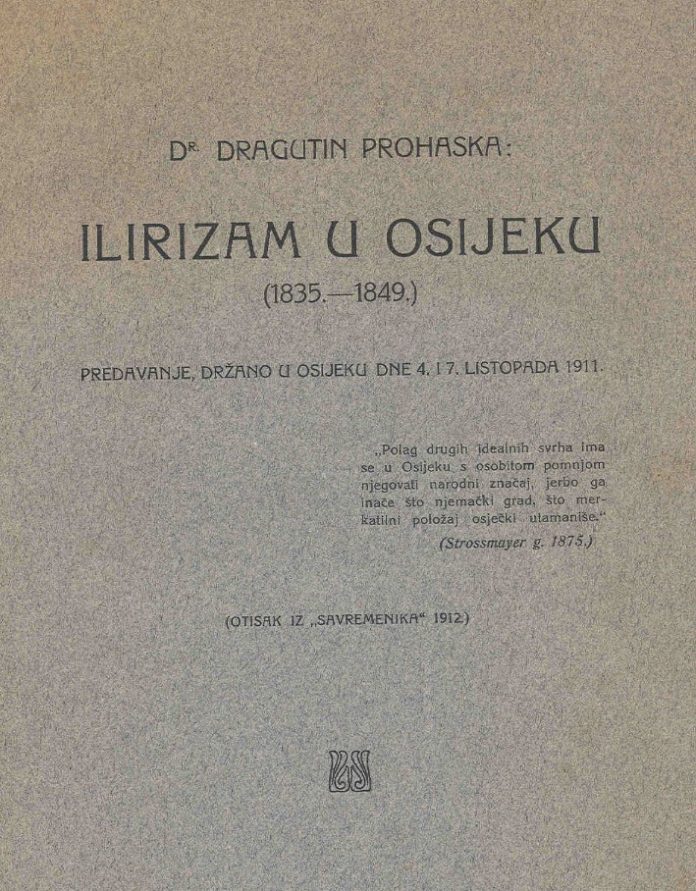 Dr. DRAGUTIN PROHASKA:
ILIRIZAM U OSIJEKU
(1835.—1849.)
PREDAVANJE, DRŽANO U OSIJEKU DNE 4. I 7. LISTOPADA 1911.
„Polag drugih idealnih svrha ima
se u Osijeku s osobitom pomnjom
njegovati narodni značaj, jerbo ga
inače što njemački grad, što mer-
katilni položaj osječki utamaniše.“
(Strossmayer g. 1875.)
(OTISAK IZ „SAVREMENIKA“ 1912.)